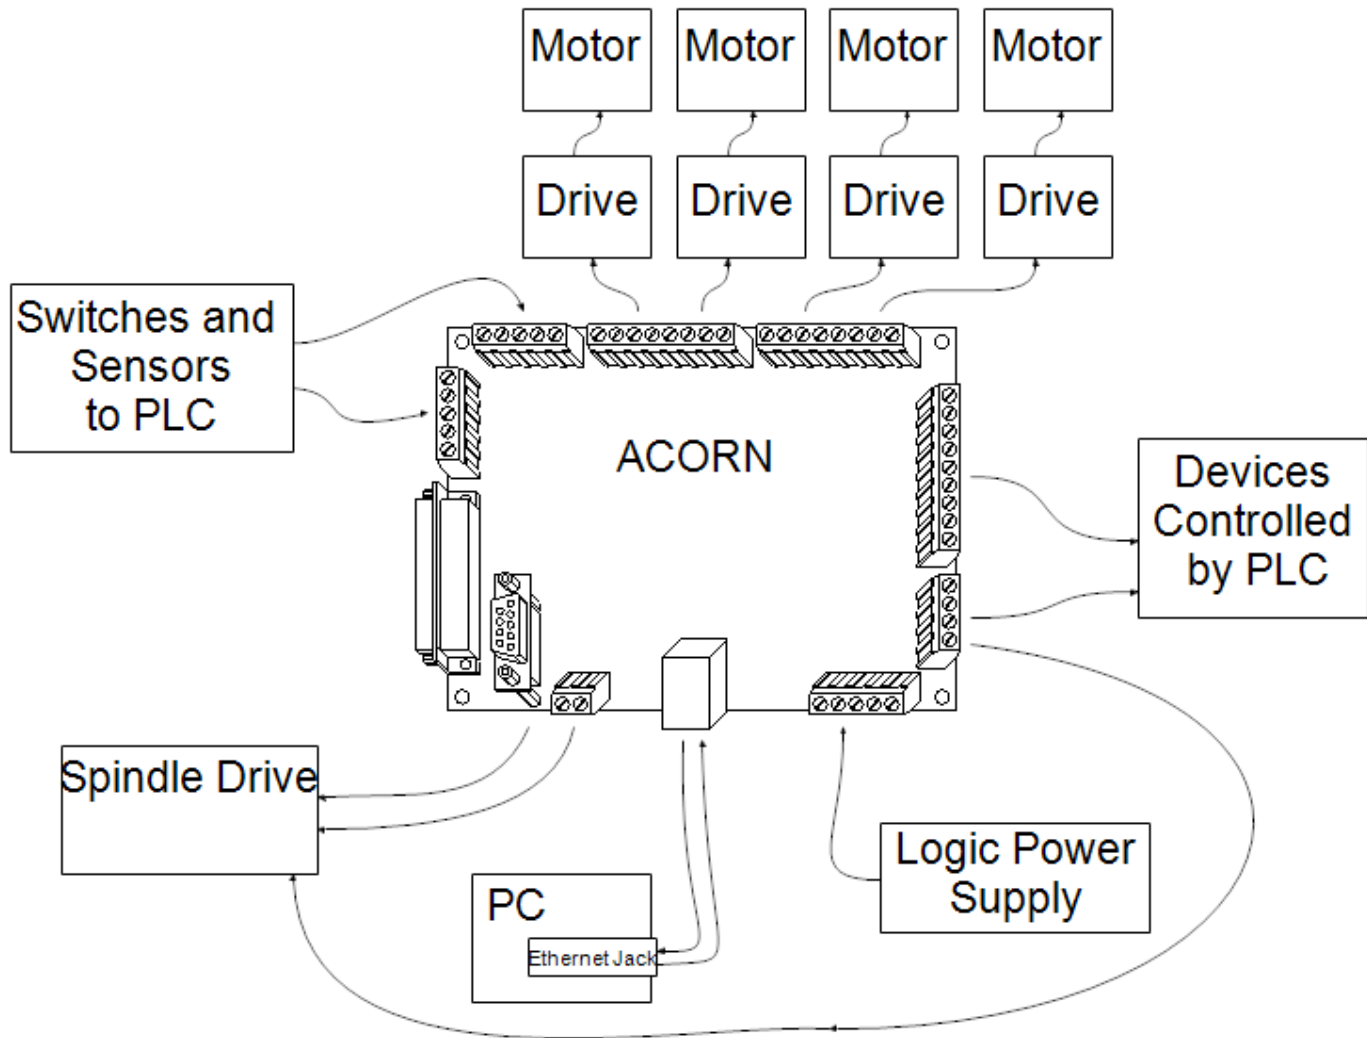 Motor
Motor
Motor
Motor
Drive
Drive
Drive
Drive
Switches and
Sensors
to PLC
ACORN
Devices
Controlled
by PLC
Spindle Drive
Logic Power
Supply
PC
Ethernet Jack